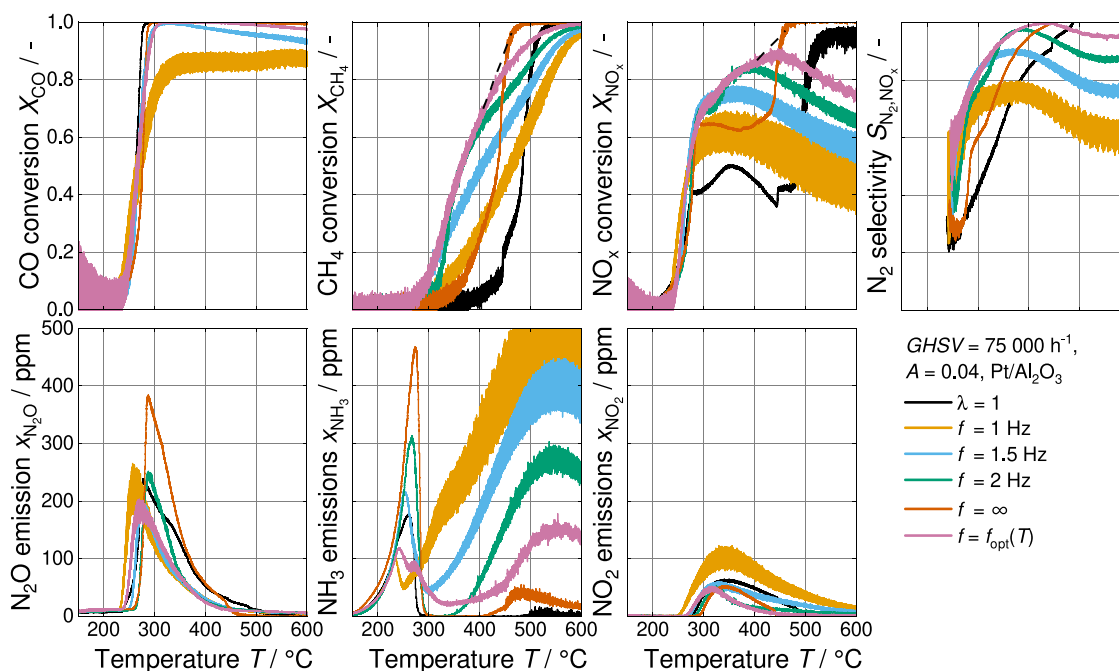 CO conversion X_CO / -
1.0
0.8
0.6
0.4
0.2
0.0
CH₄ conversion X_CH₄ / -
NOₓ conversion X_NOₓ / -
N₂ selectivity S_N₂,NOₓ / -
N₂O emission x_N₂O / ppm
500
400
300
200
100
0
NH₃ emissions x_NH₃ / ppm
NO₂ emissions x_NO₂ / ppm
200 300 400 500 600
200 300 400 500 600
200 300 400 500 600
Temperature T / °C
Temperature T / °C
Temperature T / °C
GHSV = 75 000 h⁻¹,
A = 0.04, Pt/Al₂O₃
λ = 1
f = 1 Hz
f = 1.5 Hz
f = 2 Hz
f = ∞
f = f_opt(T)